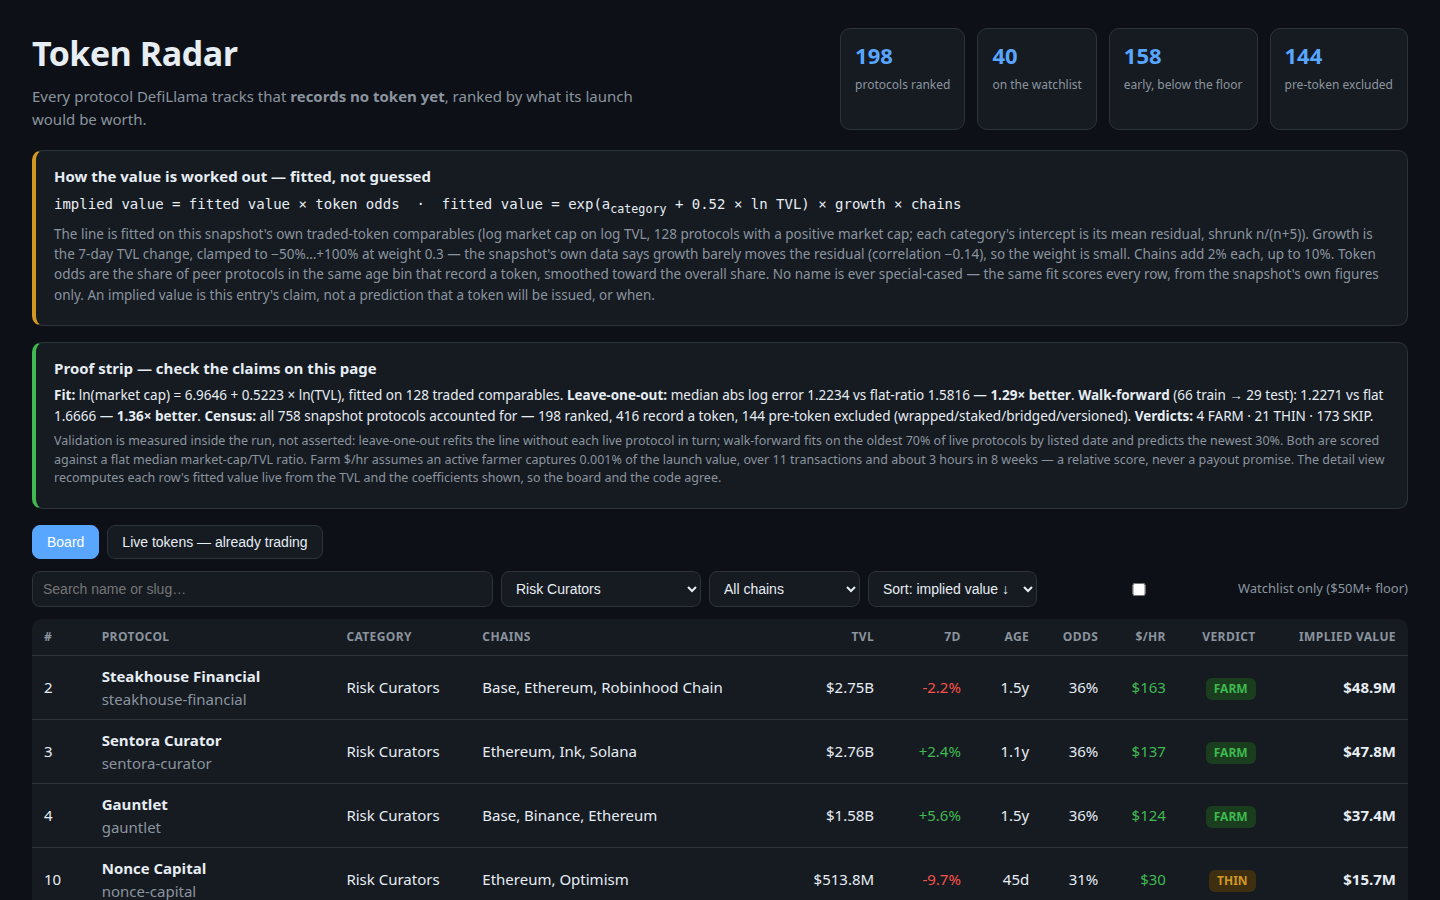 Token Radar
Every protocol DefiLlama tracks that records no token yet, ranked by what its launch
would be worth.
198
protocols ranked
40
on the watchlist
158
early, below the floor
144
pre-token excluded
How the value is worked out — fitted, not guessed
implied value = fitted value × token odds · fitted value = exp(acategory + 0.52 × ln TVL) × growth × chains
The line is fitted on this snapshot's own traded-token comparables (log market cap on log TVL, 128 protocols with a positive market cap; each category's intercept is its mean residual, shrunk n/(n+5)). Growth is
the 7-day TVL change, clamped to −50%…+100% at weight 0.3 — the snapshot's own data says growth barely moves the residual (correlation −0.14), so the weight is small. Chains add 2% each, up to 10%. Token
odds are the share of peer protocols in the same age bin that record a token, smoothed toward the overall share. No name is ever special-cased — the same fit scores every row, from the snapshot's own figures
only. An implied value is this entry's claim, not a prediction that a token will be issued, or when.
Proof strip — check the claims on this page
Fit: ln(market cap) = 6.9646 + 0.5223 × ln(TVL), fitted on 128 traded comparables. Leave-one-out: median abs log error 1.2234 vs flat-ratio 1.5816 — 1.29× better. Walk-forward (66 train → 29 test): 1.2271 vs flat
1.6666 — 1.36× better. Census: all 758 snapshot protocols accounted for — 198 ranked, 416 record a token, 144 pre-token excluded (wrapped/staked/bridged/versioned). Verdicts: 4 FARM · 21 THIN · 173 SKIP.
Validation is measured inside the run, not asserted: leave-one-out refits the line without each live protocol in turn; walk-forward fits on the oldest 70% of live protocols by listed date and predicts the newest 30%. Both are scored
against a flat median market-cap/TVL ratio. Farm $/hr assumes an active farmer captures 0.001% of the launch value, over 11 transactions and about 3 hours in 8 weeks — a relative score, never a payout promise. The detail view
recomputes each row's fitted value live from the TVL and the coefficients shown, so the board and the code agree.
Board Live tokens — already trading
Search name or slug… Risk Curators All chains Sort: implied value ↓ Watchlist only ($50M+ floor)
# PROTOCOL CATEGORY CHAINS TVL 7D AGE ODDS $/HR VERDICT IMPLIED VALUE
2 Steakhouse Financial Risk Curators Base, Ethereum, Robinhood Chain $2.75B -2.2% 1.5y 36% $163 FARM $48.9M
steakhouse-financial
3 Sentora Curator Risk Curators Ethereum, Ink, Solana $2.76B +2.4% 1.1y 36% $137 FARM $47.8M
sentora-curator
4 Gauntlet Risk Curators Base, Binance, Ethereum $1.58B +5.6% 1.5y 36% $124 FARM $37.4M
gauntlet
10 Nonce Capital Risk Curators Ethereum, Optimism $513.8M -9.7% 45d 31% $30 THIN $15.7M
nonce-capital